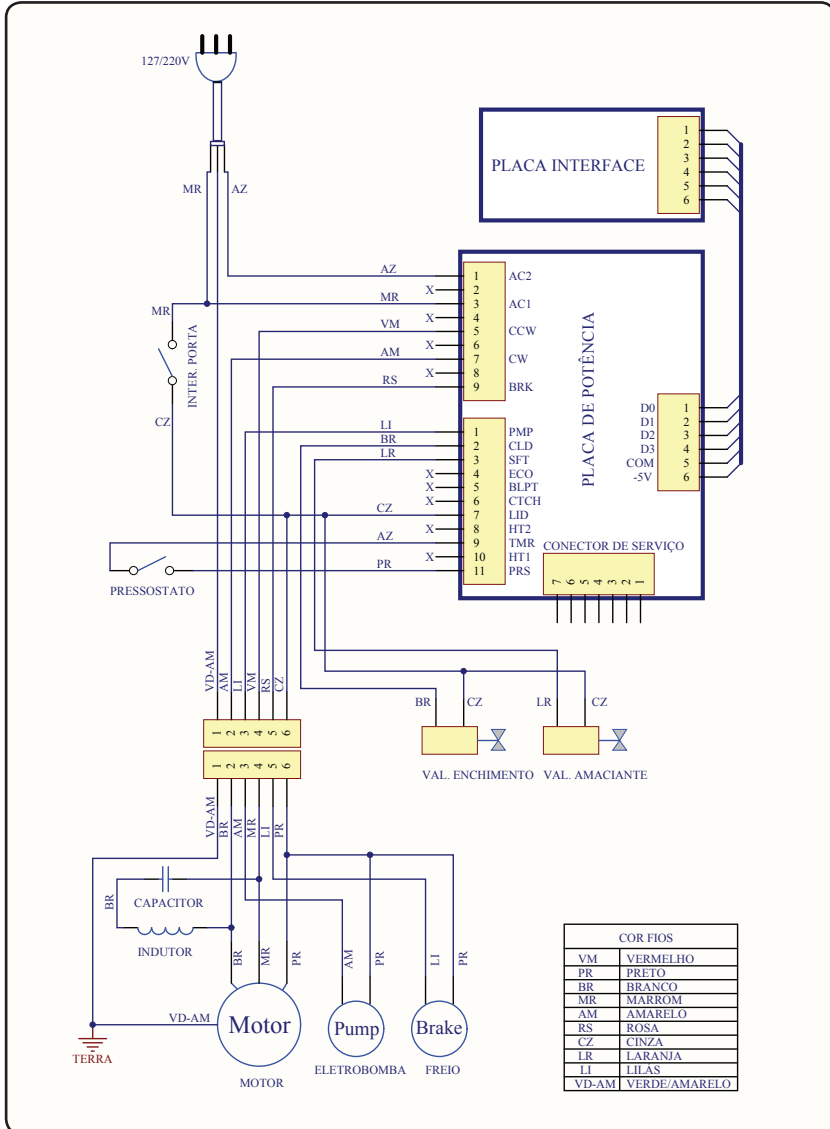 127/220V
MR
AZ
PLACA INTERFACE
1
2
3
4
5
6
AZ
1
AC2
X
2
MR
3
AC1
X
4
VM
5
CCW
X
6
AM
7
CW
X
8
RS
9
BRK
PLACA DE POTÊNCIA
MR
INTER. PORTA
CZ
LI
1
PMP
BR
2
CLD
LR
3
SFT
X
4
ECO
X
5
BLPT
X
6
CTCH
CZ
7
LID
X
8
HT2
AZ
9
TMR
X
10
HT1
PR
11
PRS
D0
1
D1
2
D2
3
D3
4
COM
5
-5V
6
CONECTOR DE SERVIÇO
7
6
5
4
3
2
1
PRESSOSTATO
VD-AM
AM
LI
VM
RS
CZ
1
2
3
4
5
6
1
2
3
4
5
6
VD-AM
BR
AM
MR
LI
PR
BR
CZ
LR
CZ
VAL. ENCHIMENTO
VAL. AMACIANTE
BR
CAPACITOR
INDUTOR
BR
MR
PR
AM
PR
LI
PR
VD-AM
TERRA
Motor
MOTOR
Pump
ELETROBOMBA
Brake
FREIO
COR FIOS
VM VERMELHO
PR PRETO
BR BRANCO
MR MARROM
AM AMARELO
RS ROSA
CZ CINZA
LR LARANJA
LI LILÁS
VD-AM VERDE/AMARELO